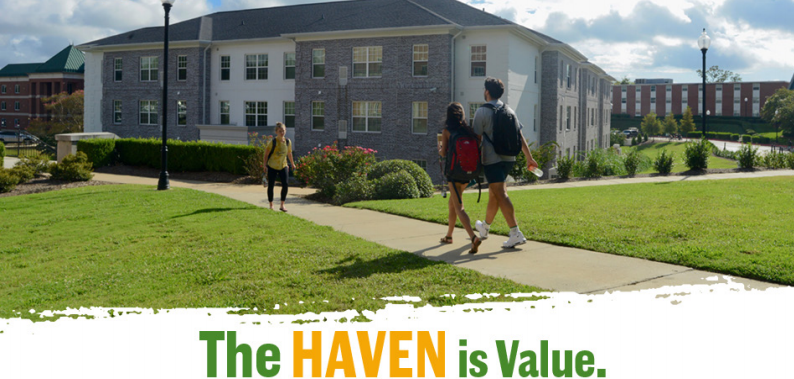 The HAVEN is Value.